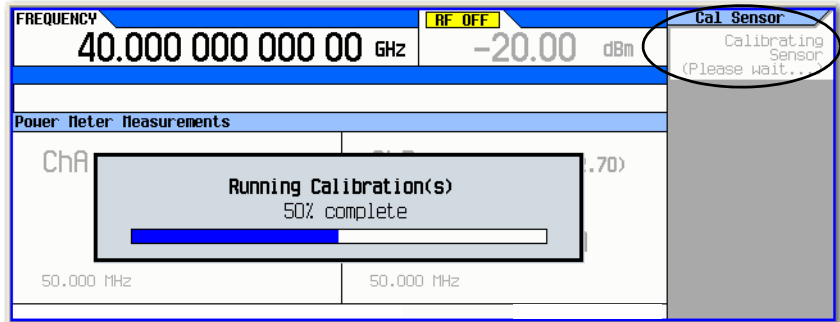 FREQUENCY
40.000 000 000 00 GHz
RF OFF
-20.00 dBm
Cal Sensor
Calibrating
Sensor
(Please wait...)
Power Meter Measurements
ChA
.70)
Running Calibration(s)
50% complete
50.000 MHz
50.000 MHz